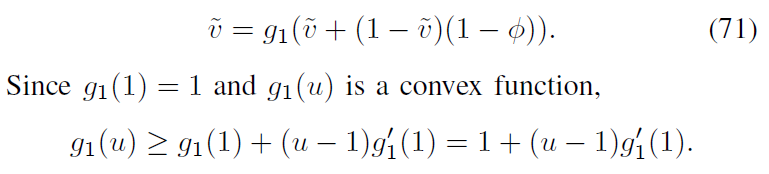 ṽ = g₁(ṽ + (1 − ṽ)(1 − ϕ)). (71)
Since g₁(1) = 1 and g₁(u) is a convex function,
g₁(u) ≥ g₁(1) + (u − 1)g₁′(1) = 1 + (u − 1)g₁′(1).